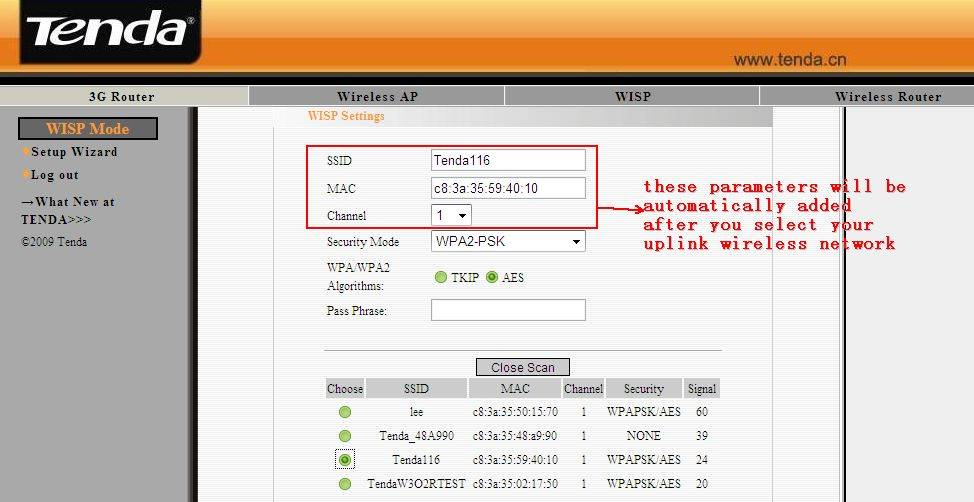 Tenda®
www.tenda.cn
3G Router Wireless AP WISP Wireless Router
WISP Mode
Setup Wizard
Log out
→What New at
TENDA>>>
©2009 Tenda
WISP Settings
SSID Tenda116
MAC c8:3a:35:59:40:10
Channel 1
Security Mode WPA2-PSK
WPA/WPA2
Algorithms: TKIP AES
Pass Phrase:
these parameters will be
automatically added
after you select your
uplink wireless network
Close Scan
Choose SSID MAC Channel Security Signal
lee c8:3a:35:50:15:70 1 WPAPSK/AES 60
Tenda_48A990 c8:3a:35:48:a9:90 1 NONE 39
Tenda116 c8:3a:35:59:40:10 1 WPAPSK/AES 24
TendaW3O2RTEST c8:3a:35:02:17:50 1 WPAPSK/AES 20